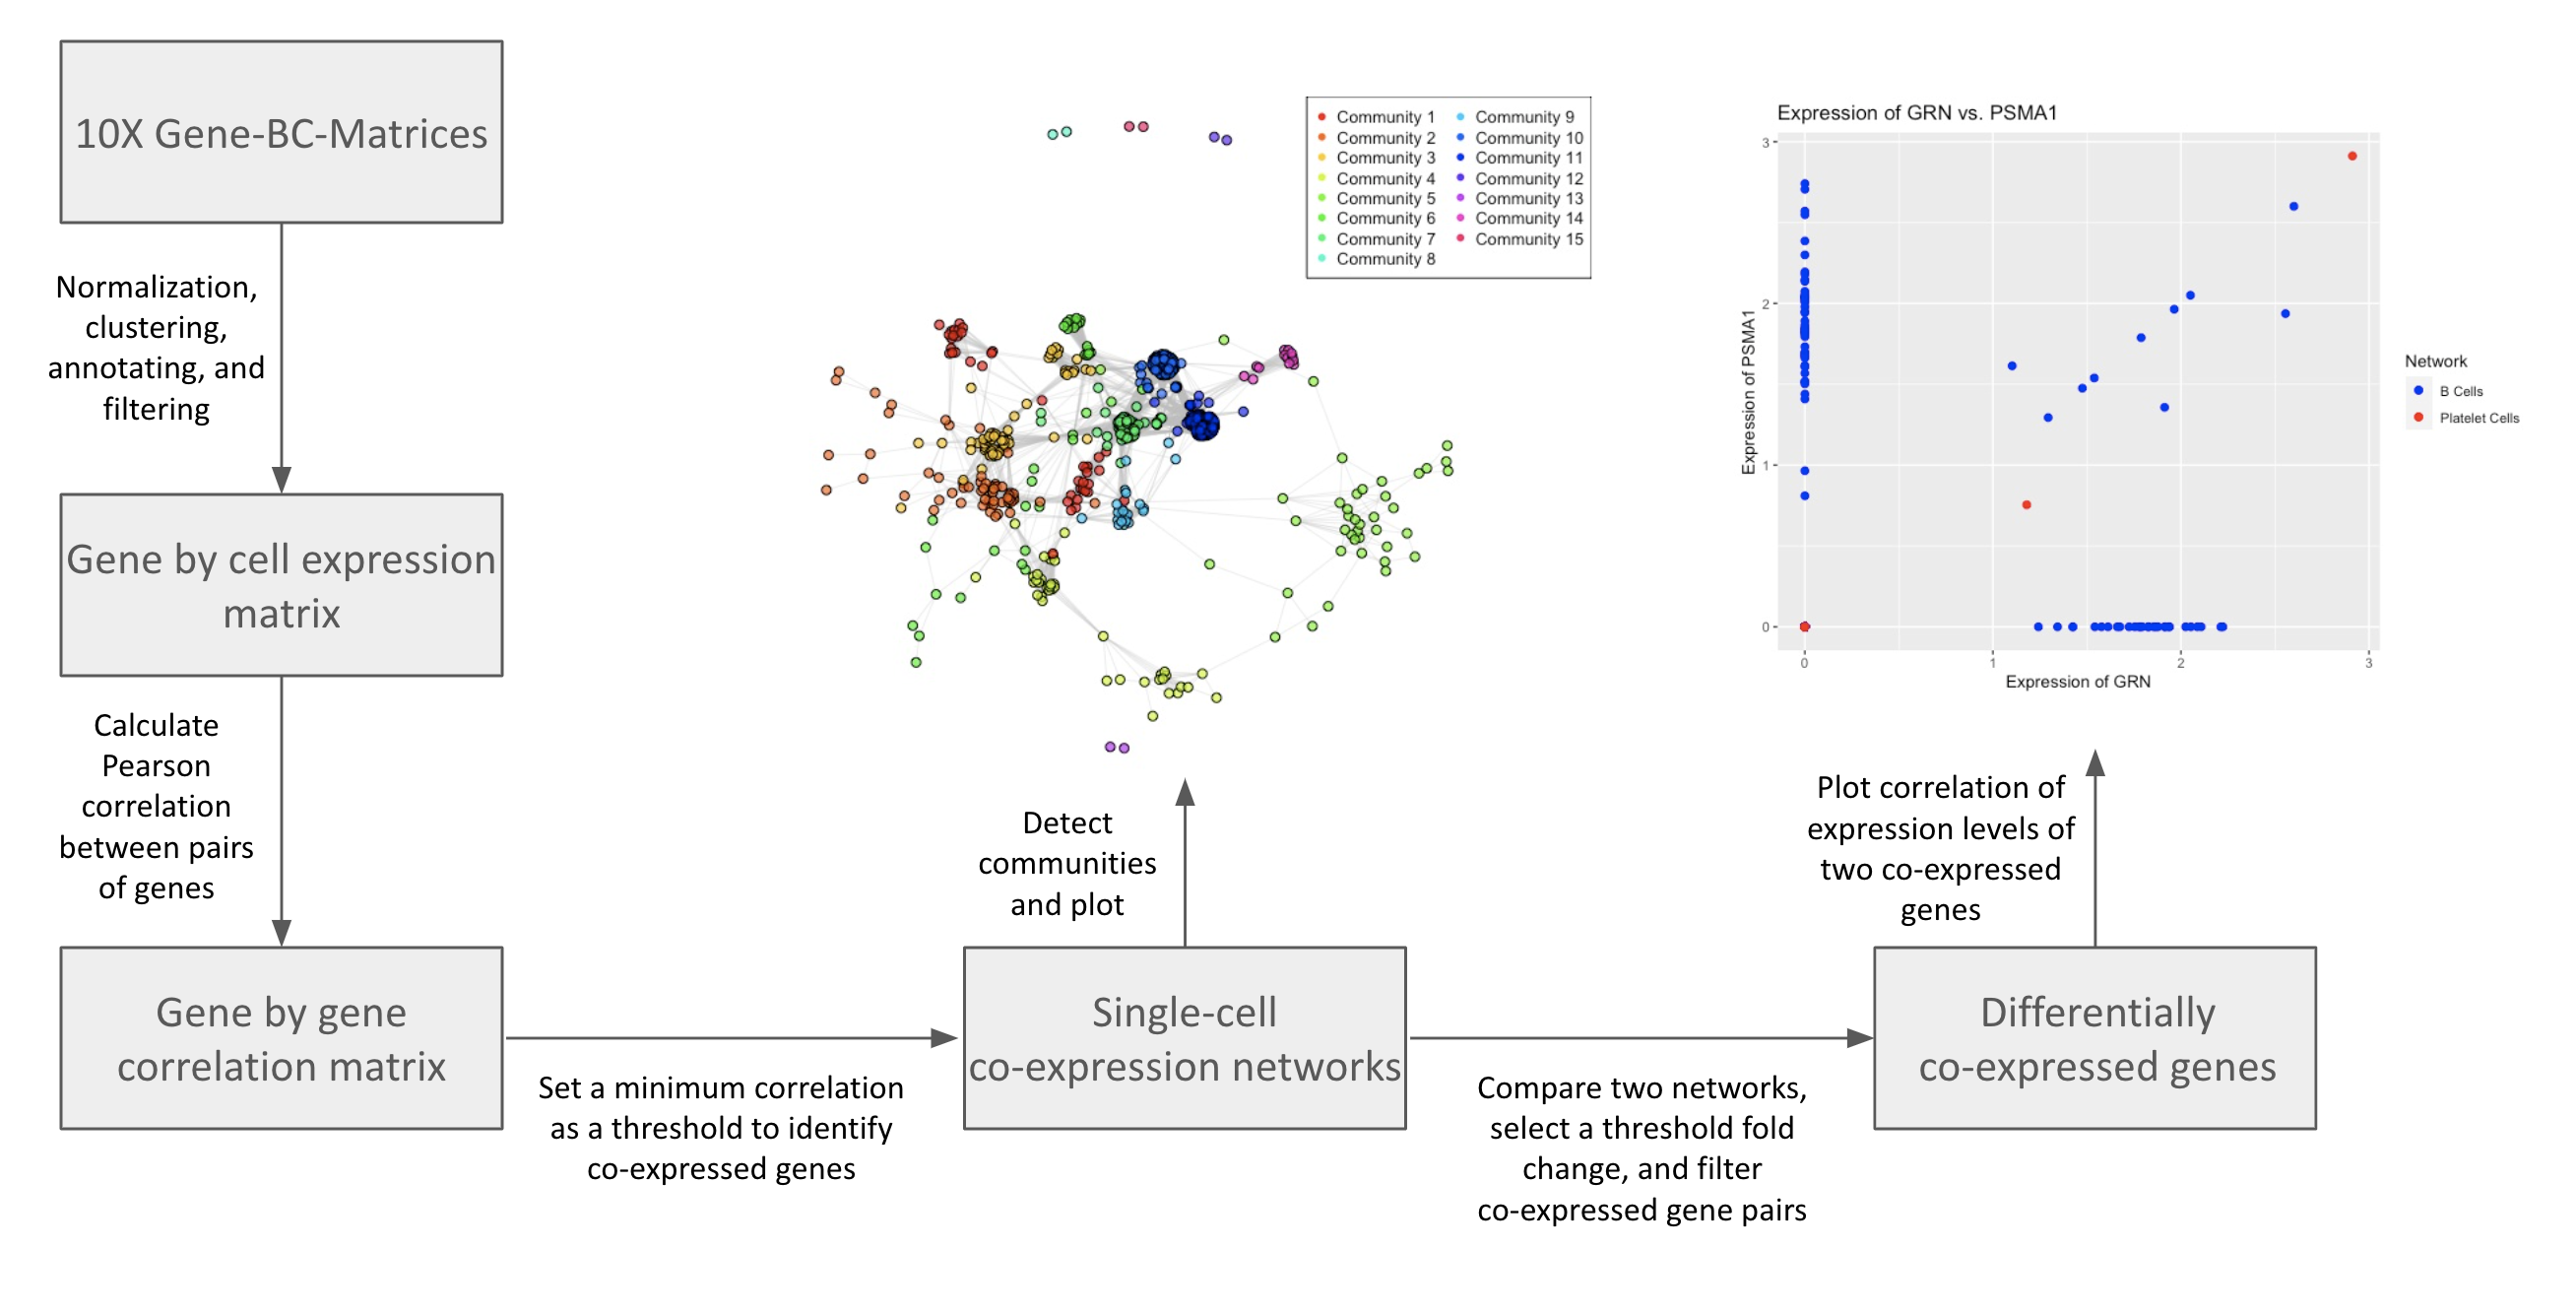 10X Gene-BC-Matrices
Normalization,
clustering,
annotating, and
filtering
Gene by cell expression
matrix
Calculate
Pearson
correlation
between pairs
of genes
Gene by gene
correlation matrix
Set a minimum correlation
as a threshold to identify
co-expressed genes
Single-cell
co-expression networks
Detect
communities
and plot
Community 1
Community 2
Community 3
Community 4
Community 5
Community 6
Community 7
Community 8
Community 9
Community 10
Community 11
Community 12
Community 13
Community 14
Community 15
Compare two networks,
select a threshold fold
change, and filter
co-expressed gene pairs
Differentially
co-expressed genes
Plot correlation of
expression levels of
two co-expressed
genes
Expression of GRN vs. PSMA1
Expression of PSMA1
3
2
1
0
0
1
2
3
Expression of GRN
Network
B Cells
Platelet Cells